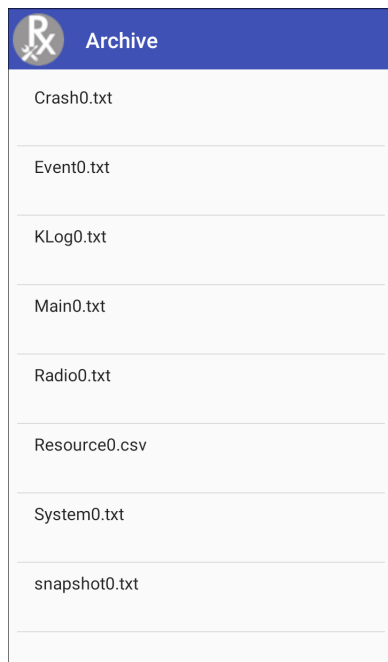 Rx
Archive
Crash0.txt
Event0.txt
KLog0.txt
Main0.txt
Radio0.txt
Resource0.csv
System0.txt
snapshot0.txt